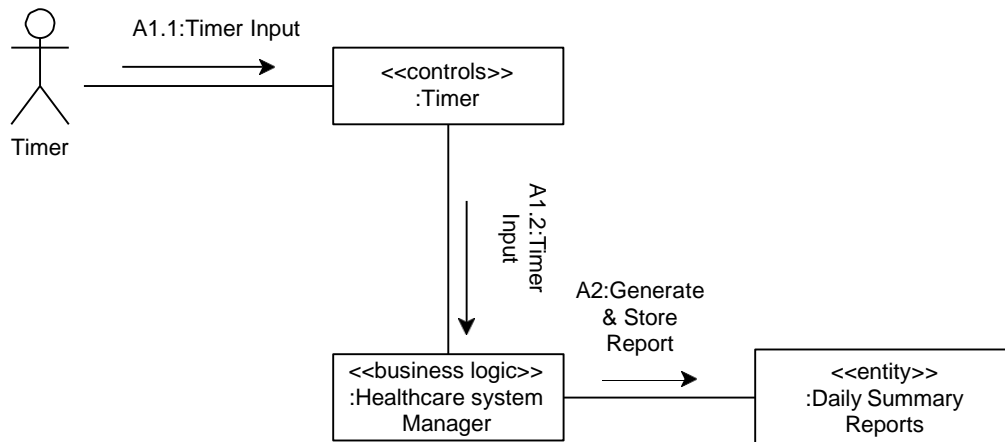 A1.1:Timer Input
<<controls>>
:Timer
Timer
A1.2:Timer
Input
A2:Generate
& Store
Report
<<business logic>>
:Healthcare system
Manager
<<entity>>
:Daily Summary
Reports